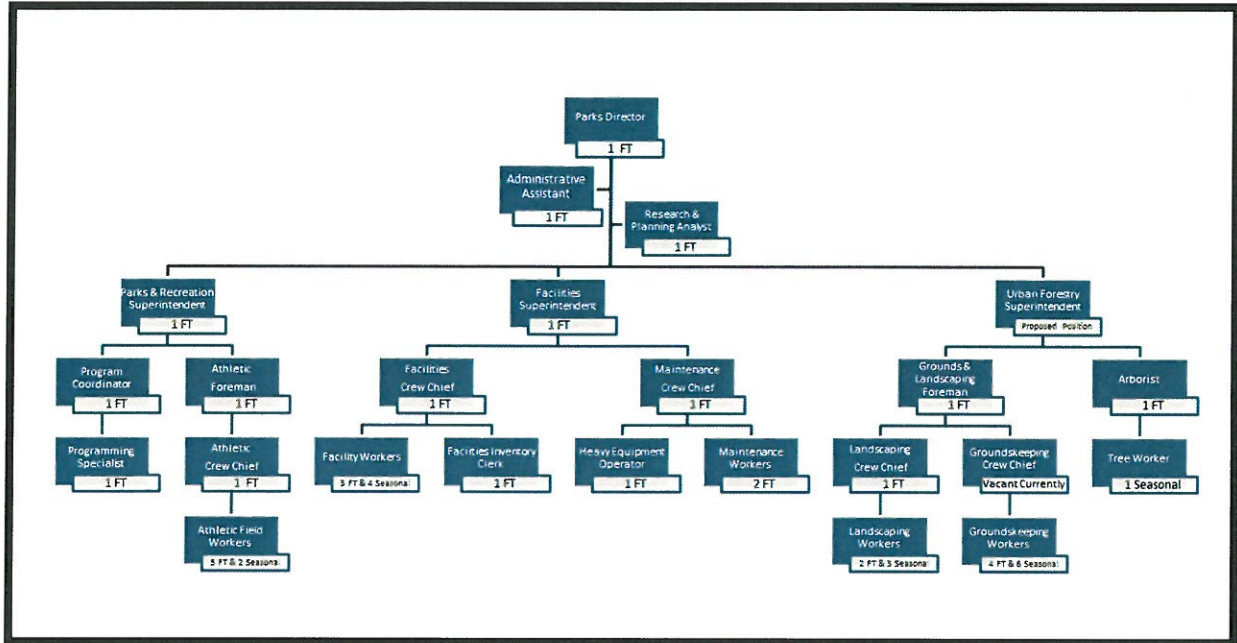 Parks Director
1 FT
Administrative
Assistant
1 FT
Research &
Planning Analyst
1 FT
Parks & Recreation
Superintendent
1 FT
Facilities
Superintendent
1 FT
Urban Forestry
Superintendent
Proposed Position
Program
Coordinator
1 FT
Athletic
Foreman
1 FT
Facilities
Crew Chief
1 FT
Maintenance
Crew Chief
1 FT
Grounds &
Landscaping
Foreman
1 FT
Arborist
1 FT
Programming
Specialist
1 FT
Athletic
Crew Chief
1 FT
Facility Workers
FT & 4 Seasonal
Facilities Inventory
Clerk
1 FT
Heavy Equipment
Operator
1 FT
Maintenance
Workers
2 FT
Landscaping
Crew Chief
1 FT
Groundskeeping
Crew Chief
Vacant Currently
Tree Worker
1 Seasonal
Athletic Field
Workers
FT & 2 Seasonal
Landscaping
Workers
2 FT & 3 Seasonal
Groundskeeping
Workers
4 FT & 6 Seasonal